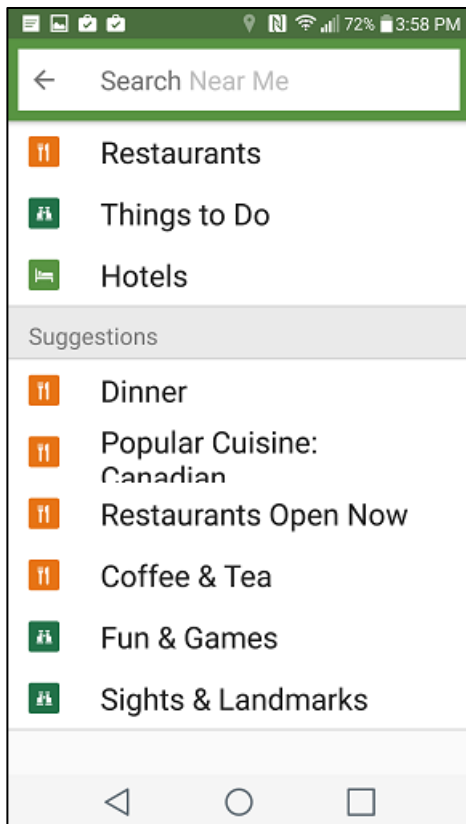 72% 3:58 PM
Search Near Me
Restaurants
Things to Do
Hotels
Suggestions
Dinner
Popular Cuisine:
Canadian
Restaurants Open Now
Coffee & Tea
Fun & Games
Sights & Landmarks